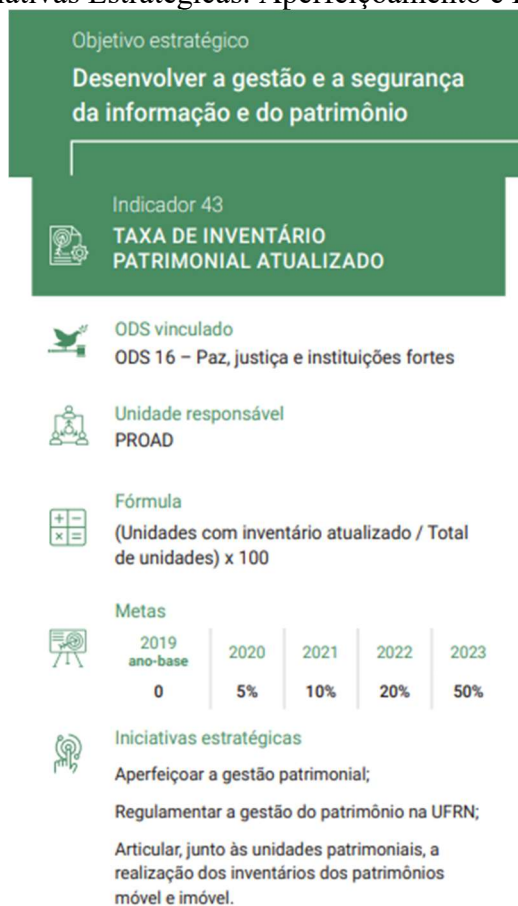 Objetivo estratégico
Desenvolver a gestão e a segurança
da informação e do patrimônio
Indicador 43
TAXA DE INVENTÁRIO
PATRIMONIAL ATUALIZADO
ODS vinculado
ODS 16 – Paz, justiça e instituições fortes
Unidade responsável
PROAD
Fórmula
(Unidades com inventário atualizado / Total
de unidades) x 100
Metas
2019 2020 2021 2022 2023
ano-base
0 5% 10% 20% 50%
Iniciativas estratégicas
Aperfeiçoar a gestão patrimonial;
Regulamentar a gestão do patrimônio na UFRN;
Articular, junto às unidades patrimoniais, a
realização dos inventários dos patrimônios
móvel e imóvel.